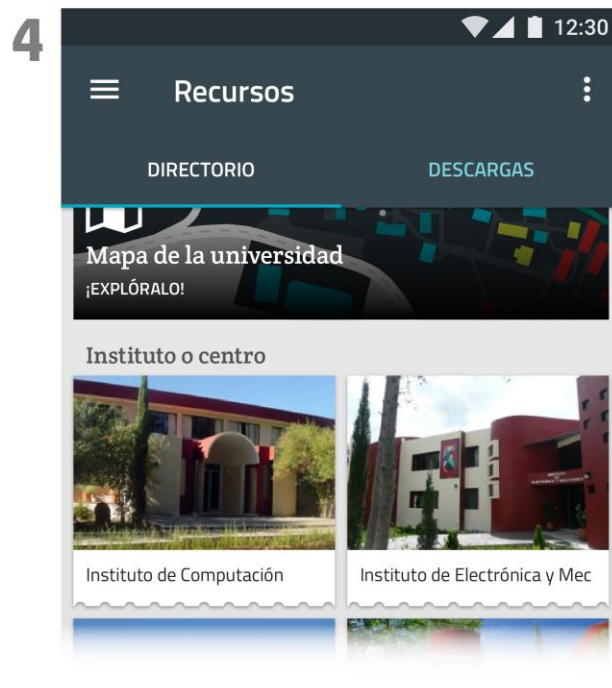 4
12:30
Recursos
DIRECTORIO
DESCARGAS
Mapa de la universidad
¡EXPLÓRALO!
Instituto o centro
INSTITUTO
Instituto de Computación
Instituto de Electrónica y Mec